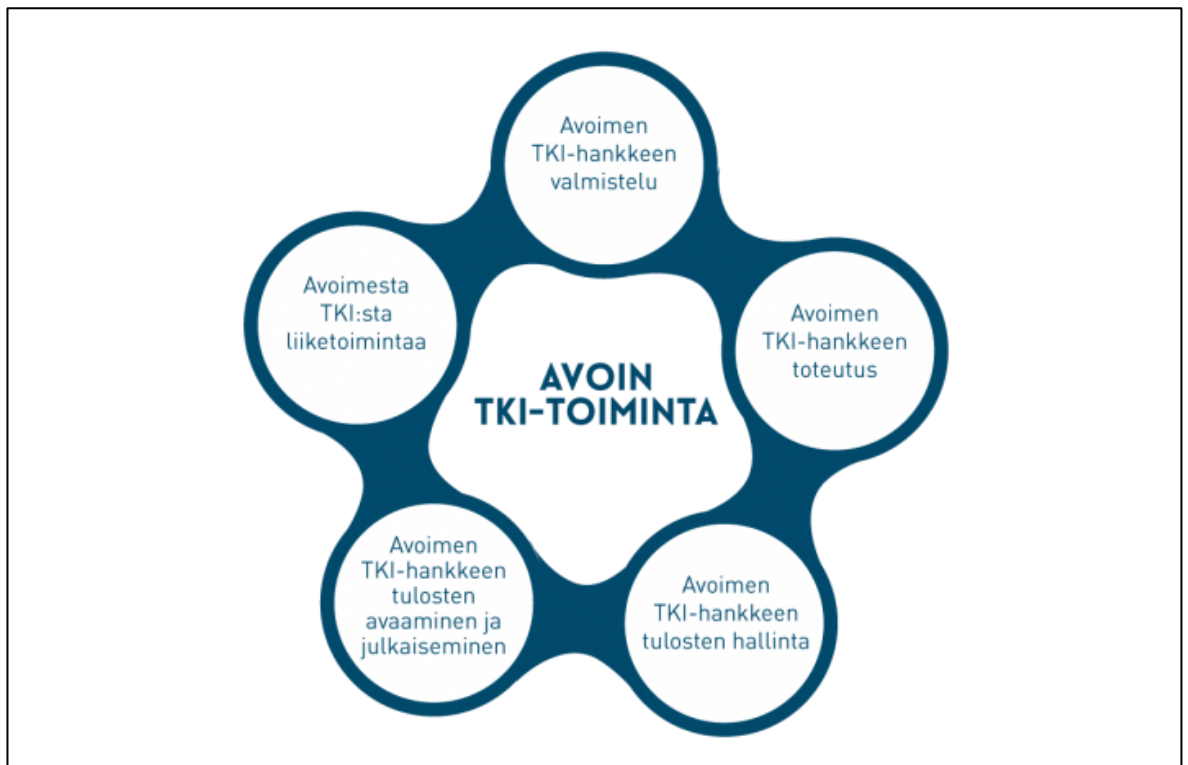 Avoimen
TKI-hankkeen
valmistelu
Avoimesta
TKI:sta
liiketoimintaa
Avoimen
TKI-hankkeen
toteutus
AVOIN
TKI-TOIMINTA
Avoimen
TKI-hankkeen
tulosten
avaaminen ja
julkaiseminen
Avoimen
TKI-hankkeen
tulosten hallinta